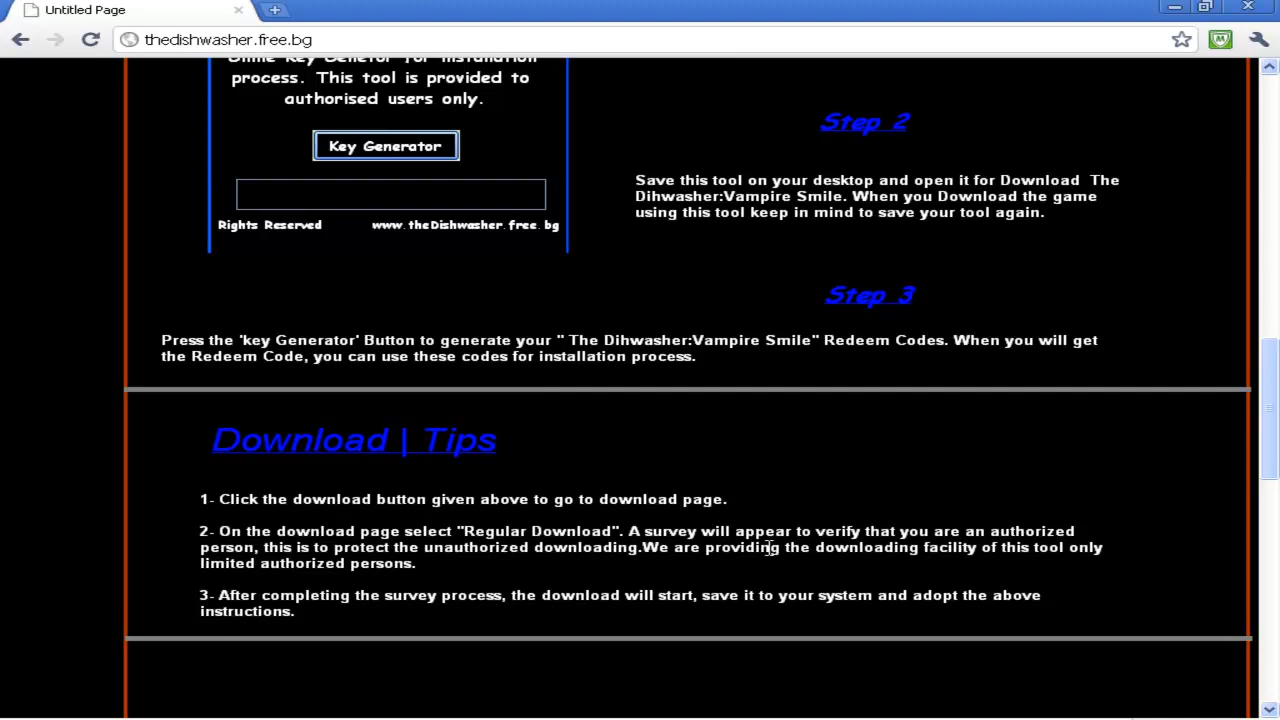 Untitled Page
thedishwasher.free.bg
Online Key Genetor for installation
process. This tool is provided to
authorised users only.
Key Generator
Rights Reserved www.theDishwasher.free.bg
Step 2
Save this tool on your desktop and open it for Download The
Dihwasher:Vampire Smile. When you Download the game
using this tool keep in mind to save your tool again.
Step 3
Press the 'key Generator' Button to generate your " The Dihwasher:Vampire Smile" Redeem Codes. When you will get
the Redeem Code, you can use these codes for installation process.
Download | Tips
1- Click the download button given above to go to download page.
2- On the download page select "Regular Download". A survey will appear to verify that you are an authorized
person, this is to protect the unauthorized downloading.We are providing the downloading facility of this tool only
limited authorized persons.
3- After completing the survey process, the download will start, save it to your system and adopt the above
instructions.